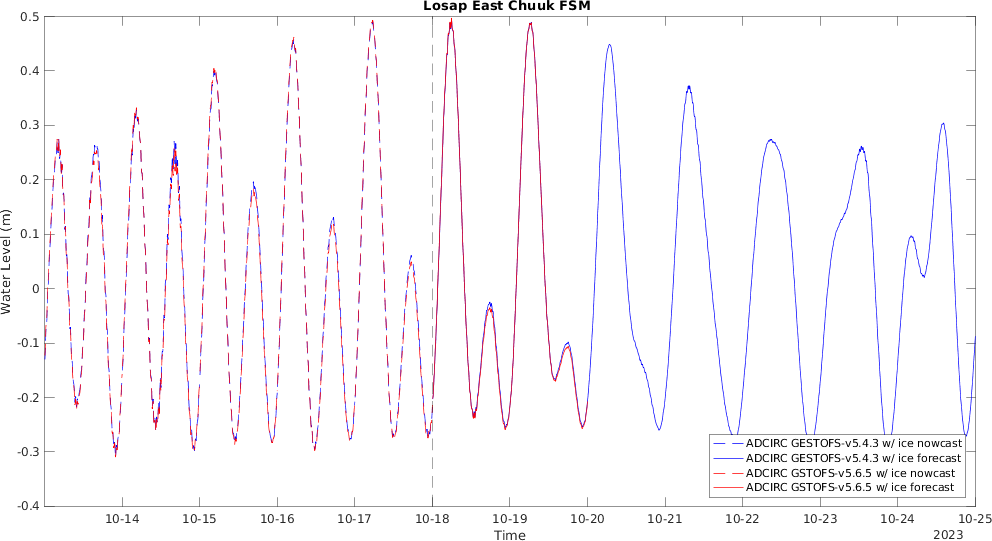 Losap East Chuuk FSM
0.5
0.4
0.3
0.2
0.1
0
-0.1
-0.2
-0.3
-0.4
Water Level (m)
ADCIRC GESTOFS-v5.4.3 w/ ice nowcast
ADCIRC GESTOFS-v5.4.3 w/ ice forecast
ADCIRC GSTOFS-v5.6.5 w/ ice nowcast
ADCIRC GSTOFS-v5.6.5 w/ ice forecast
10-14 10-15 10-16 10-17 10-18 10-19 10-20 10-21 10-22 10-23 10-24 10-25
Time
2023